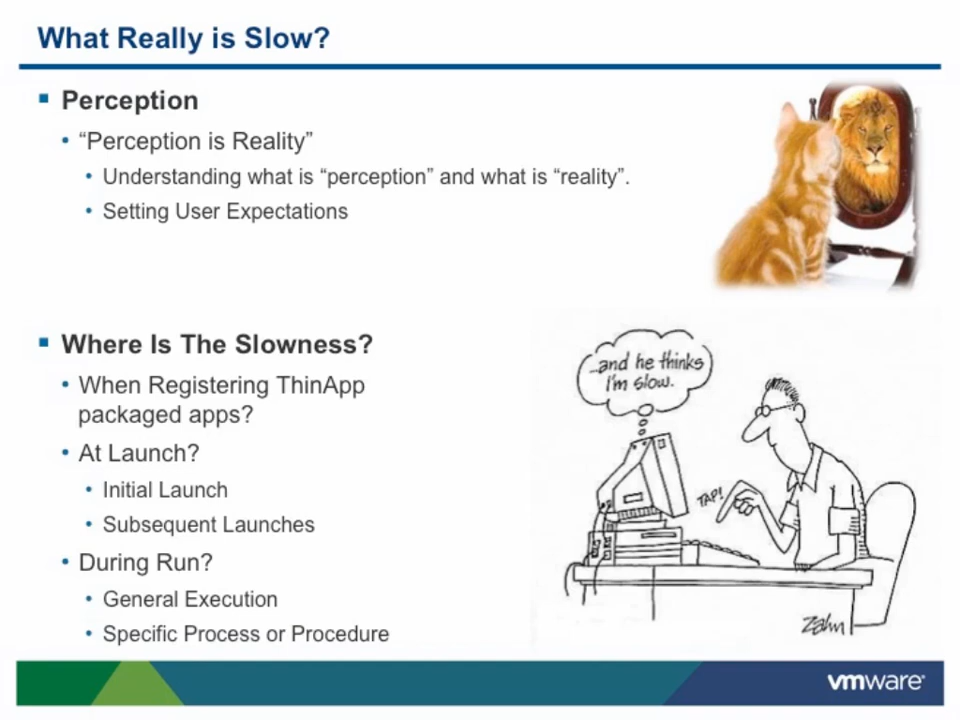 What Really is Slow?
▪ Perception
• “Perception is Reality”
• Understanding what is “perception” and what is “reality”.
• Setting User Expectations
▪ Where Is The Slowness?
• When Registering ThinApp
packaged apps?
• At Launch?
• Initial Launch
• Subsequent Launches
• During Run?
• General Execution
• Specific Process or Procedure
...and he thinks
I'm slow.
TAP!
Zahn
vmware®